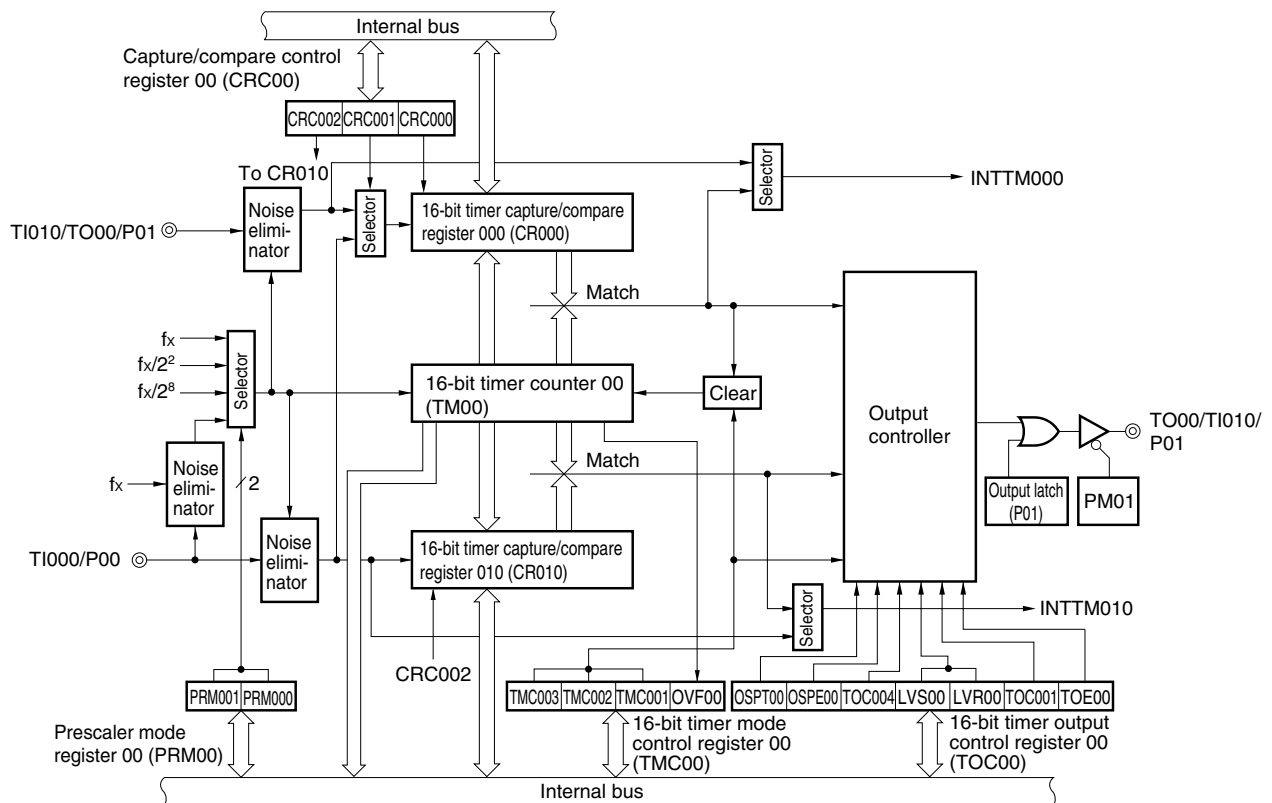 Internal bus
Capture/compare control
register 00 (CRC00)
CRC002 CRC001 CRC000
To CR010
Selector
INTTM000
TI010/TO00/P01
Noise
elimi-
nator
Selector
16-bit timer capture/compare
register 000 (CR000)
Match
fX
fX/2²
fX/2⁸
Selector
16-bit timer counter 00
(TM00)
Clear
Output
controller
TO00/TI010/
P01
Match
fX
Noise
elimi-
nator
2
Output latch
(P01)
PM01
TI000/P00
Noise
elimi-
nator
16-bit timer capture/compare
register 010 (CR010)
Selector
INTTM010
CRC002
PRM001 PRM000
TMC003 TMC002 TMC001 OVF00
OSPT00 OSPE00 TOC004 LVS00 LVR00 TOC001 TOE00
Prescaler mode
register 00 (PRM00)
16-bit timer mode
control register 00
(TMC00)
16-bit timer output
control register 00
(TOC00)
Internal bus